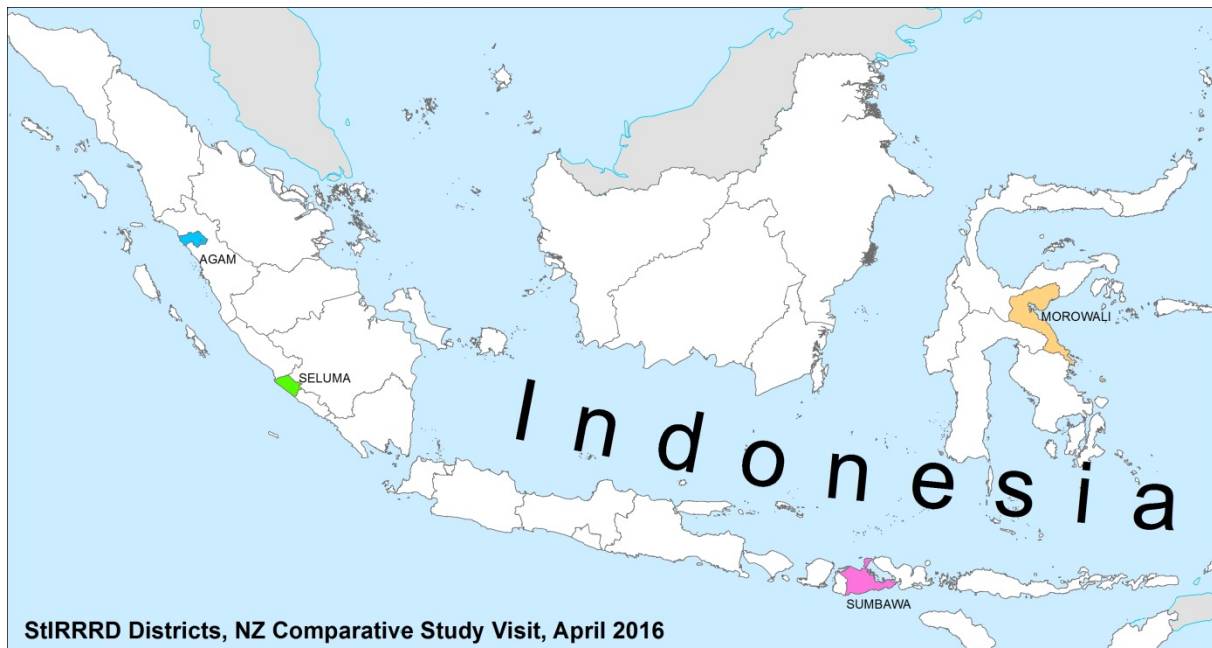 AGAM
SELUMA
MOROWALI
Indonesia
SUMBAWA
StIRRRD Districts, NZ Comparative Study Visit, April 2016